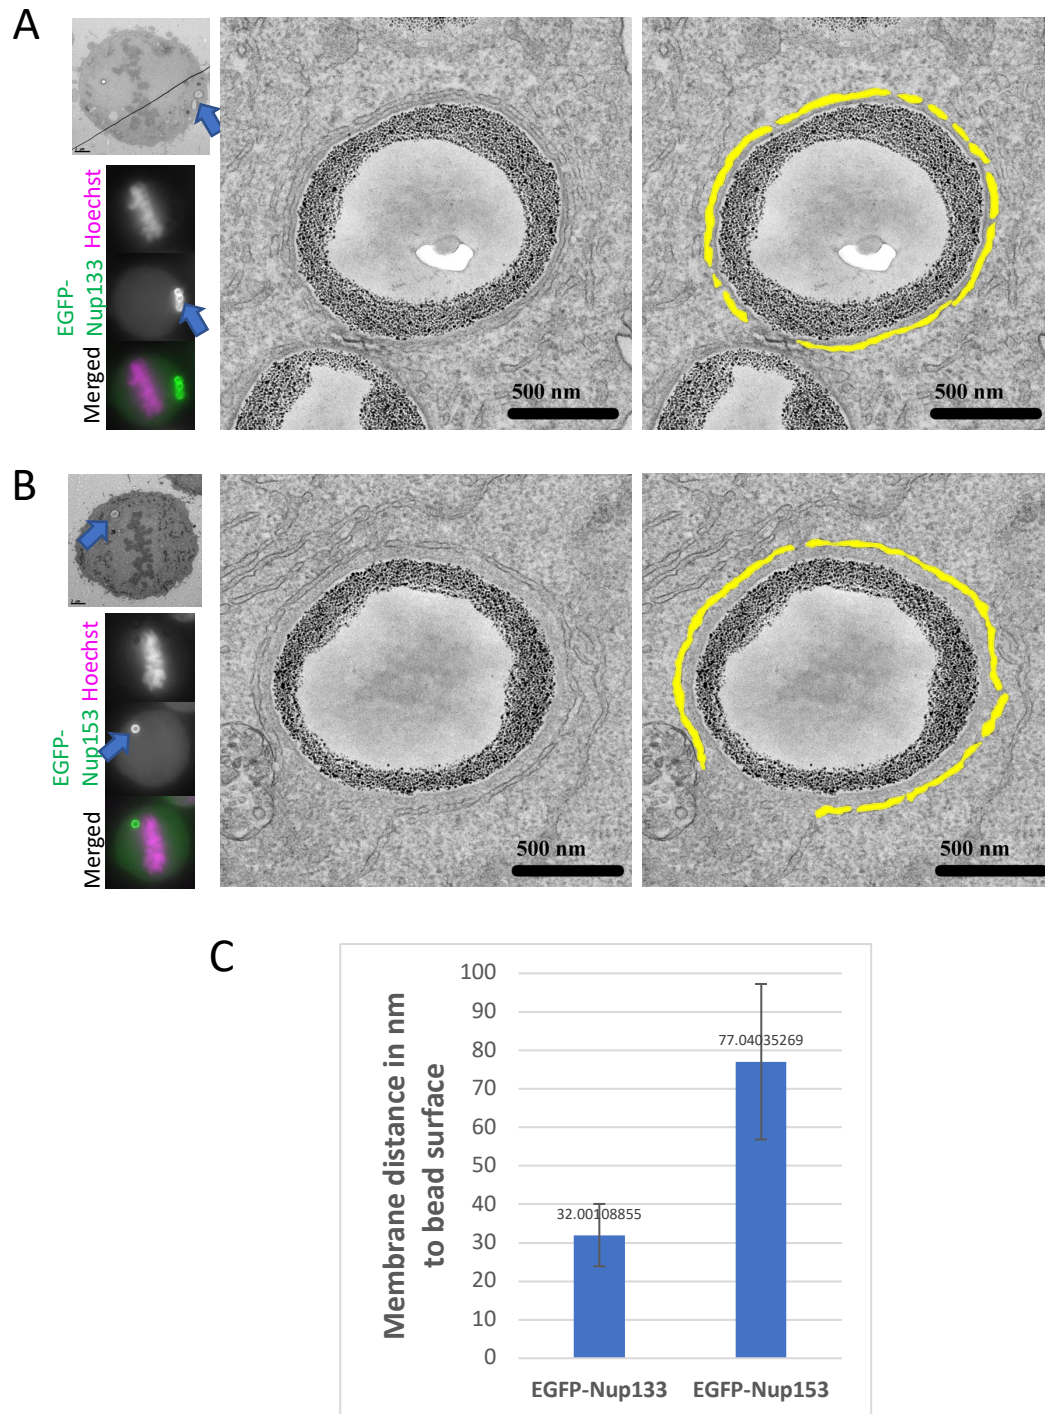 A
Hoechst
EGFP-
Nup133
Merged
500 nm
500 nm
B
2 µm
Hoechst
EGFP-
Nup153
Merged
500 nm
500 nm
C
Membrane distance in nm
to bead surface
100
90
80
70
60
50
40
30
20
10
0
32.00108855
77.04035269
EGFP-Nup133
EGFP-Nup153